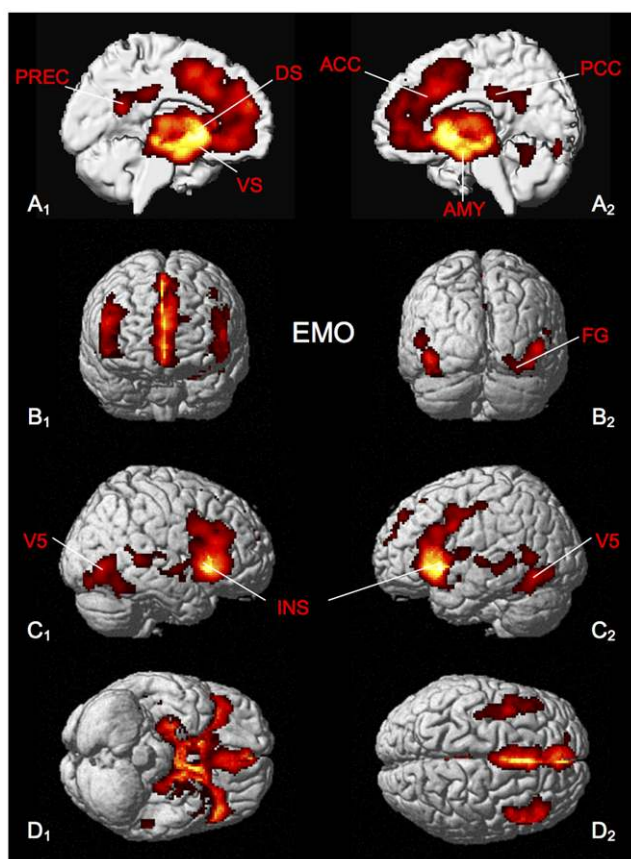 PREC DS ACC PCC
VS AMY
A₁ A₂
EMO FG
B₁ B₂
V5 V5
INS
C₁ C₂
D₁ D₂